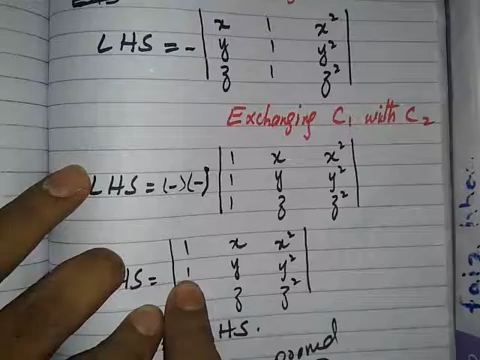 LHS = - | x 1 x² |
| y 1 y² |
| z 1 z² |
Exchanging C₁ with C₂
LHS = (-)(-) | 1 x x² |
| 1 y y² |
| 1 z z² |
HS = | 1 x x² |
| 1 y y² |
z z² |
HS.